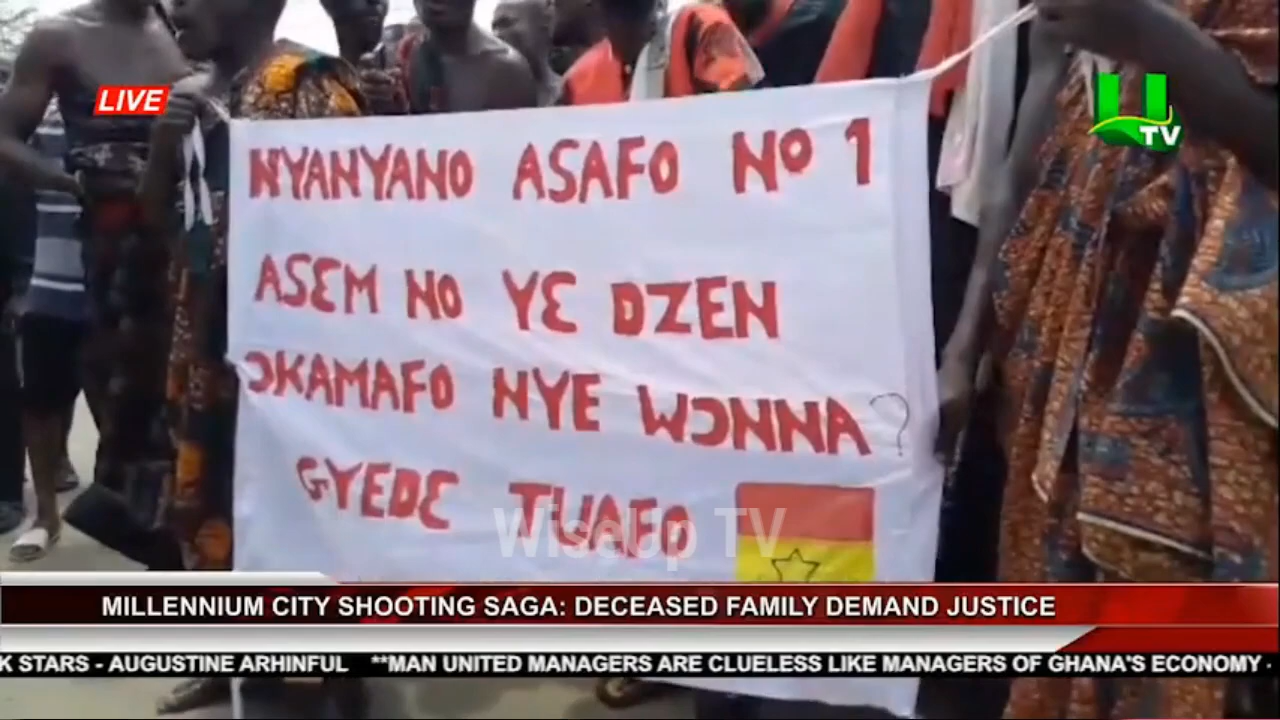 LIVE
U
TV
NYANYANO ASAFO Nº 1
ASƐM NO YƐ DZEN
ƆKAMAFO NYE WƆNNA?
GYEDƐ TUAFO
WiseUp TV
MILLENNIUM CITY SHOOTING SAGA: DECEASED FAMILY DEMAND JUSTICE
K STARS - AUGUSTINE ARHINFUL **MAN UNITED MANAGERS ARE CLUELESS LIKE MANAGERS OF GHANA'S ECONOMY -